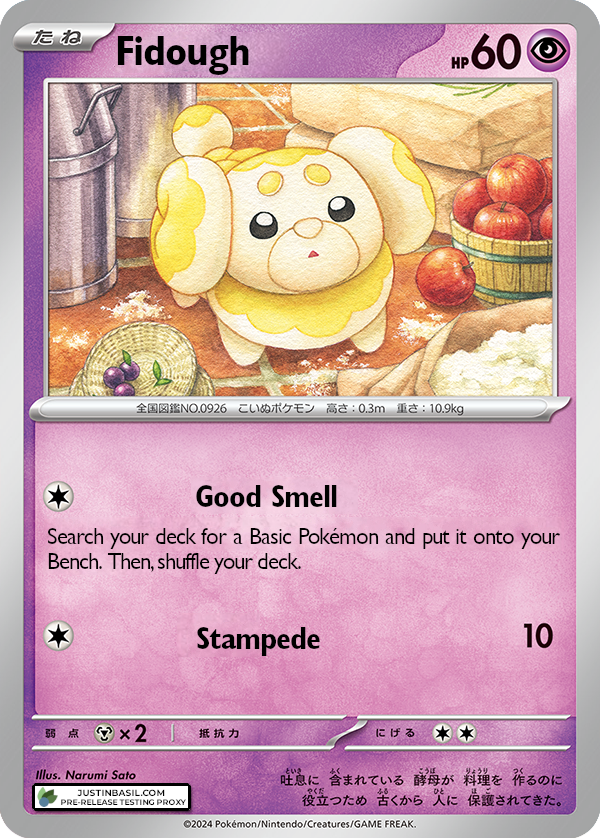 たね Fidough HP60
全国図鑑NO.0926 こいぬポケモン 高さ:0.3m 重さ:10.9kg
Good Smell
Search your deck for a Basic Pokémon and put it onto your
Bench. Then, shuffle your deck.
Stampede 10
弱点 ×2 抵抗力 にげる
Illus. Narumi Sato
JUSTINBASIL.COM
PRE-RELEASE TESTING PROXY
吐息に 含まれている 酵母が 料理を 作るのに
役立つため 古くから 人に 保護されてきた。
©2024 Pokémon/Nintendo/Creatures/GAME FREAK.